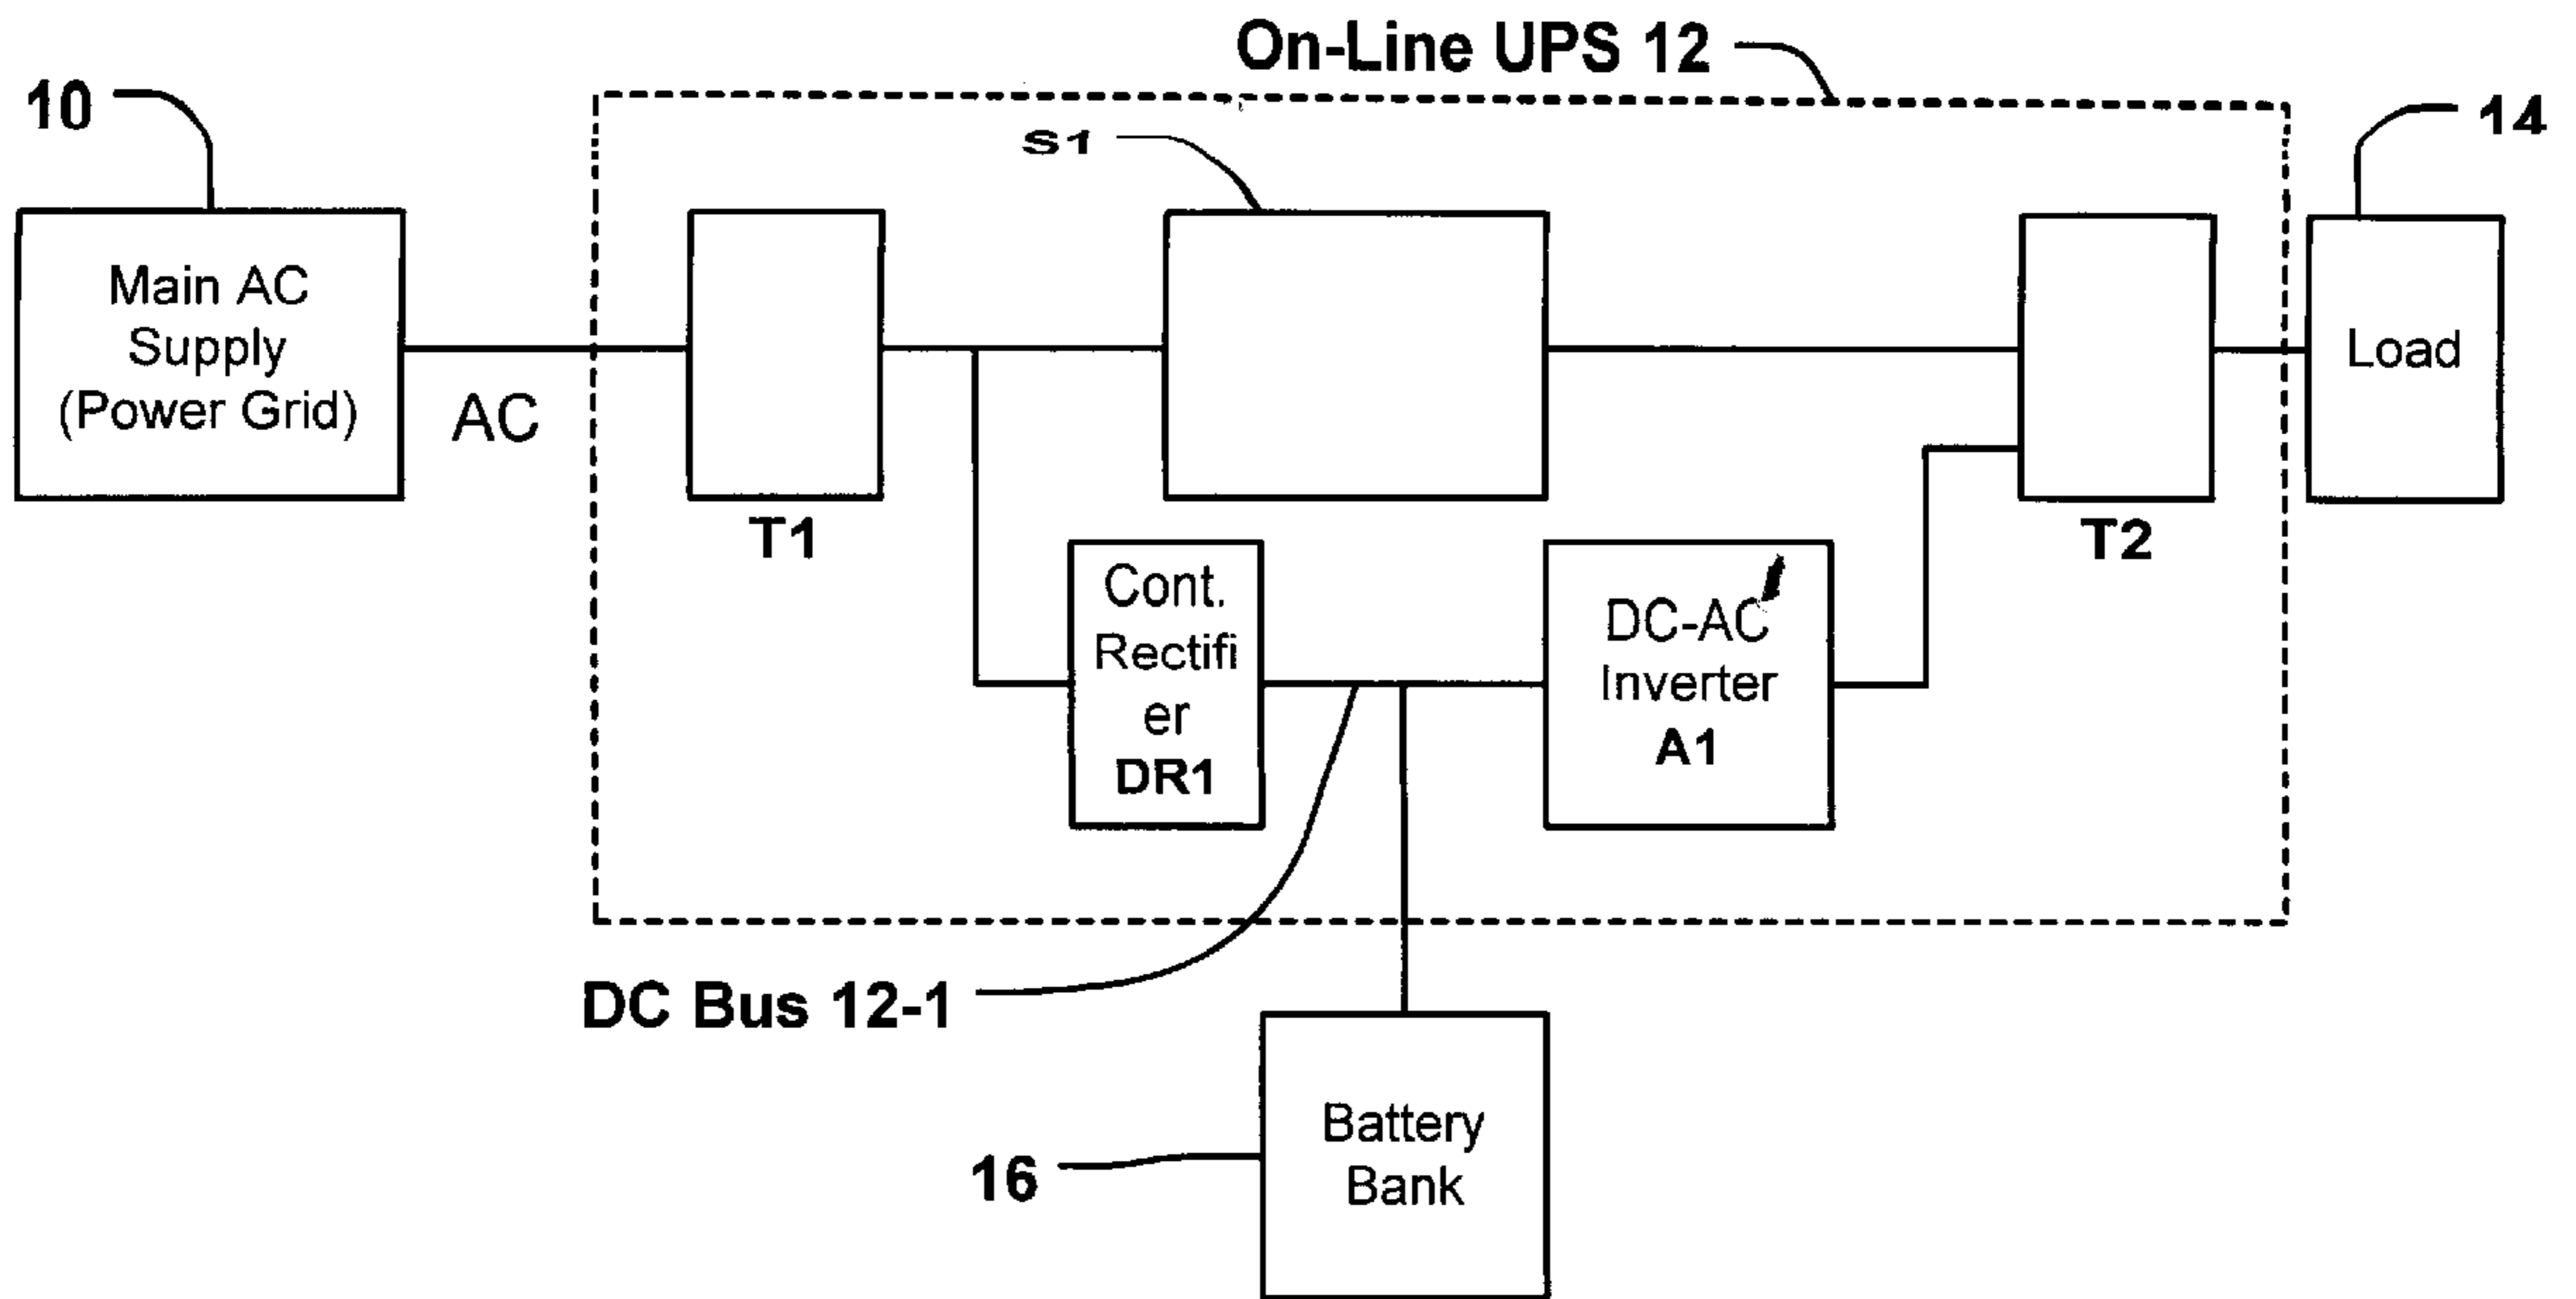 On-Line UPS 12
10
S1
14
Main AC
Supply
(Power Grid)
AC
Load
T1
T2
Cont.
Rectifi
er
DR1
DC-AC
Inverter
A1
DC Bus 12-1
16
Battery
Bank